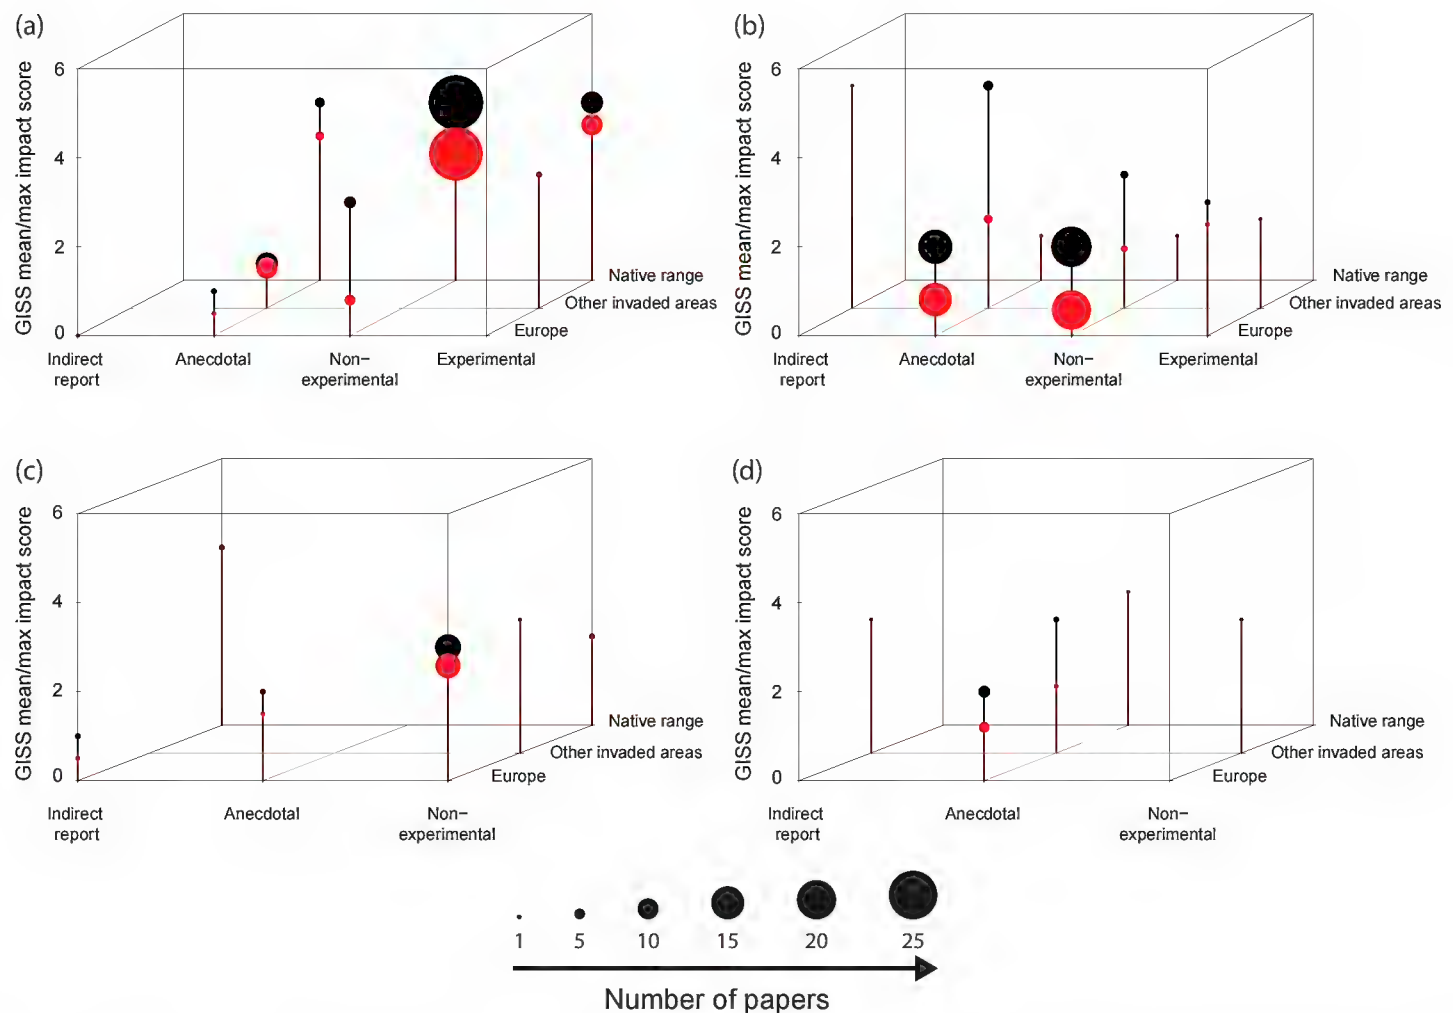 (a)
GISS mean/max impact score
6
4
2
0
Native range
Other invaded areas
Europe
Indirect
report
Anecdotal
Non-
experimental
Experimental
(b)
GISS mean/max impact score
6
4
2
0
Native range
Other invaded areas
Europe
Indirect
report
Anecdotal
Non-
experimental
Experimental
(c)
GISS mean/max impact score
6
4
2
0
Native range
Other invaded areas
Europe
Indirect
report
Anecdotal
Non-
experimental
(d)
GISS mean/max impact score
6
4
2
0
Native range
Other invaded areas
Europe
Indirect
report
Anecdotal
Non-
experimental
1 5 10 15 20 25
Number of papers